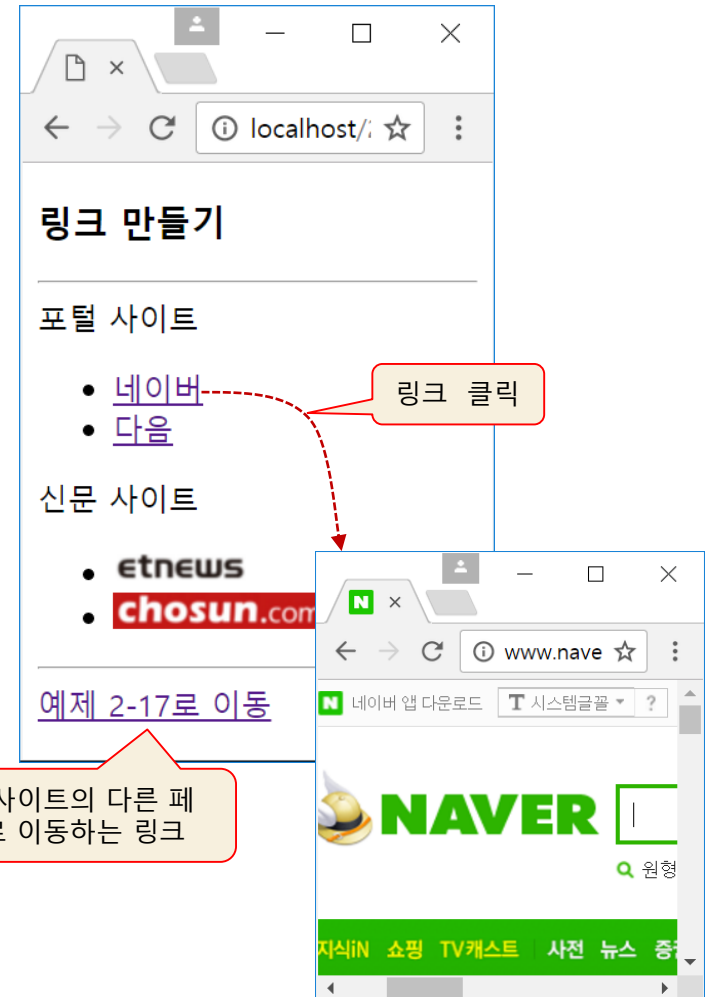 localhost/2
링크 만들기
포털 사이트
네이버
링크 클릭
다음
신문 사이트
etnews
chosun.com
예제 2-17로 이동
사이트의 다른 페
이동하는 링크
N
www.nave
N 네이버 앱 다운로드 T 시스템글꼴 ?
NAVER
원형
지식iN 쇼핑 TV캐스트 사전 뉴스